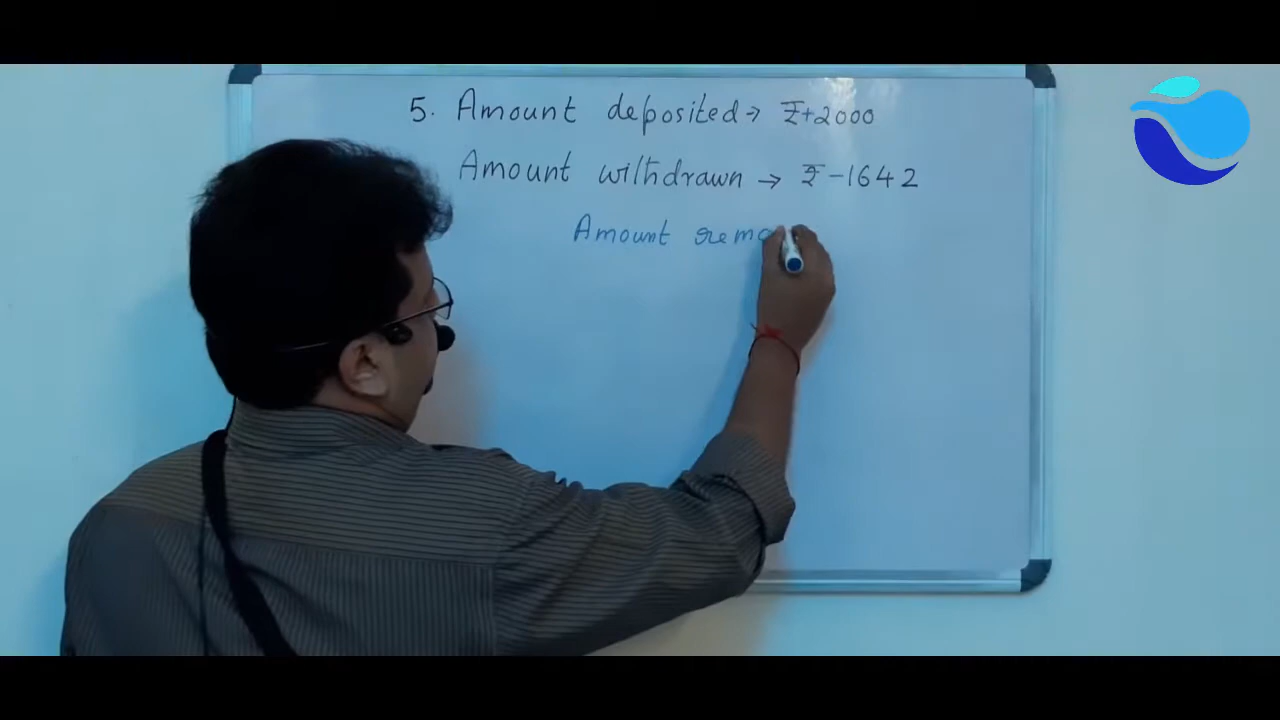 5. Amount deposited → ₹+2000
Amount withdrawn → ₹ -1642
Amount rema